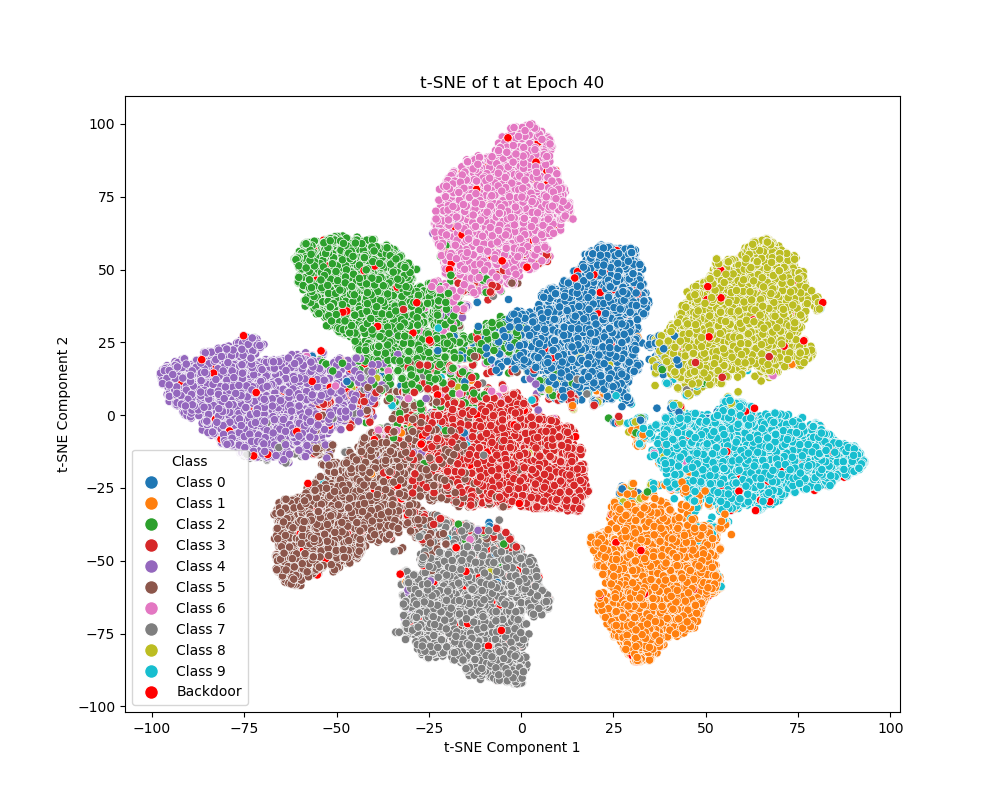 t-SNE of t at Epoch 40
t-SNE Component 2
100
75
50
25
0
−25
−50
−75
−100
Class
Class 0
Class 1
Class 2
Class 3
Class 4
Class 5
Class 6
Class 7
Class 8
Class 9
Backdoor
−100 −75 −50 −25 0 25 50 75 100
t-SNE Component 1